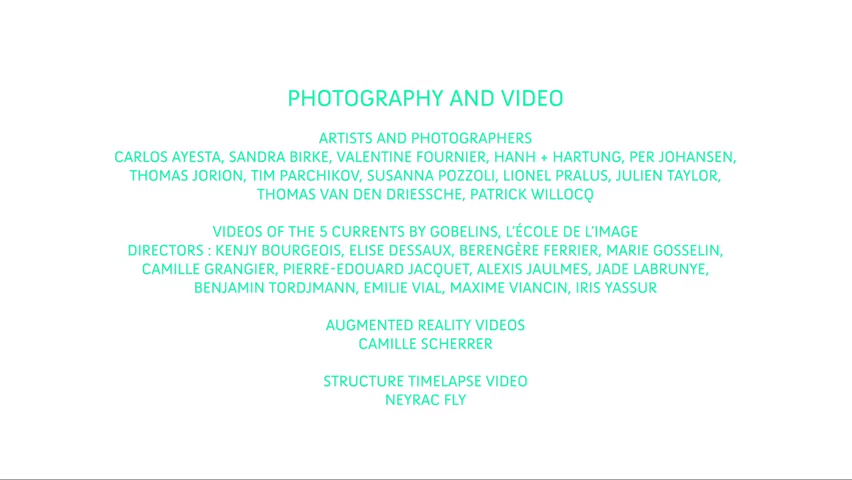 PHOTOGRAPHY AND VIDEO
ARTISTS AND PHOTOGRAPHERS
CARLOS AYESTA, SANDRA BIRKE, VALENTINE FOURNIER, HANH + HARTUNG, PER JOHANSEN,
THOMAS JORION, TIM PARCHIKOV, SUSANNA POZZOLI, LIONEL PRALUS, JULIEN TAYLOR,
THOMAS VAN DEN DRIESSCHE, PATRICK WILLOCQ
VIDEOS OF THE 5 CURRENTS BY GOBELINS, L'ÉCOLE DE L'IMAGE
DIRECTORS : KENJY BOURGEOIS, ELISE DESSAUX, BERENGÈRE FERRIER, MARIE GOSSELIN,
CAMILLE GRANGIER, PIERRE-EDOUARD JACQUET, ALEXIS JAULMES, JADE LABRUNYE,
BENJAMIN TORDJMANN, EMILIE VIAL, MAXIME VIANCIN, IRIS YASSUR
AUGMENTED REALITY VIDEOS
CAMILLE SCHERRER
STRUCTURE TIMELAPSE VIDEO
NEYRAC FLY